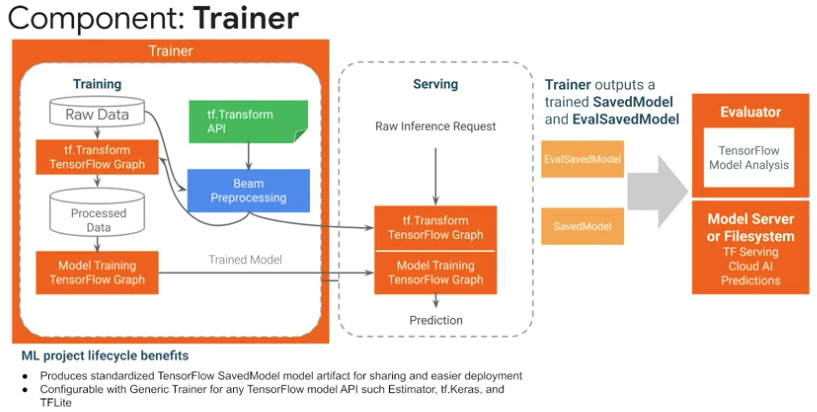 Component: Trainer
Trainer
Training
Raw Data
tf.Transform
TensorFlow Graph
Processed
Data
Model Training
TensorFlow Graph
tf.Transform
API
Beam
Preprocessing
Trained Model
Serving
Raw Inference Request
tf.Transform
TensorFlow Graph
Model Training
TensorFlow Graph
Prediction
Trainer outputs a
trained SavedModel
and EvalSavedModel
EvalSavedModel
SavedModel
Evaluator
TensorFlow
Model Analysis
Model Server
or Filesystem
TF Serving
Cloud AI
Predictions
ML project lifecycle benefits
● Produces standardized TensorFlow SavedModel model artifact for sharing and easier deployment
● Configurable with Generic Trainer for any TensorFlow model API such Estimator, tf.Keras, and
TFLite